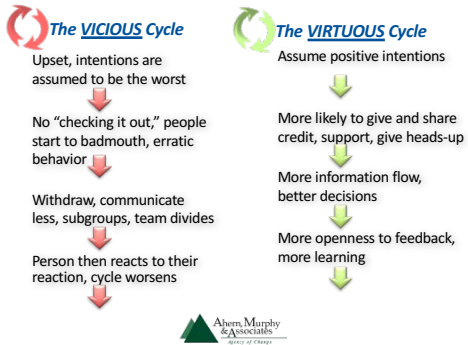 The VICIOUS Cycle
Upset, intentions are
assumed to be the worst
No “checking it out,” people
start to badmouth, erratic
behavior
Withdraw, communicate
less, subgroups, team divides
Person then reacts to their
reaction, cycle worsens
The VIRTUOUS Cycle
Assume positive intentions
More likely to give and share
credit, support, give heads-up
More information flow,
better decisions
More openness to feedback,
more learning
Ahern, Murphy
& Associates
Agency of Change